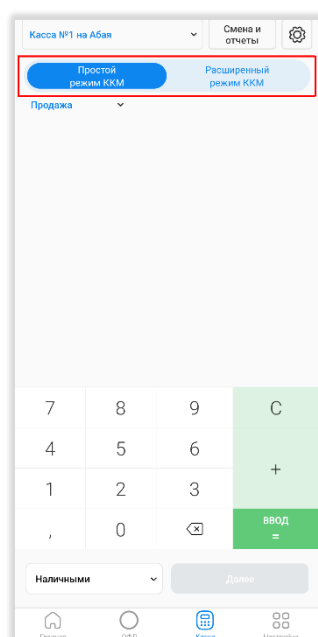 Касса №1 на Абая
Смена и
отчеты
Простой
режим ККМ
Расширенный
режим ККМ
Продажа
7 8 9 C
4 5 6
+
1 2 3
, 0
ВВОД
=
Наличными
Далее
Касса